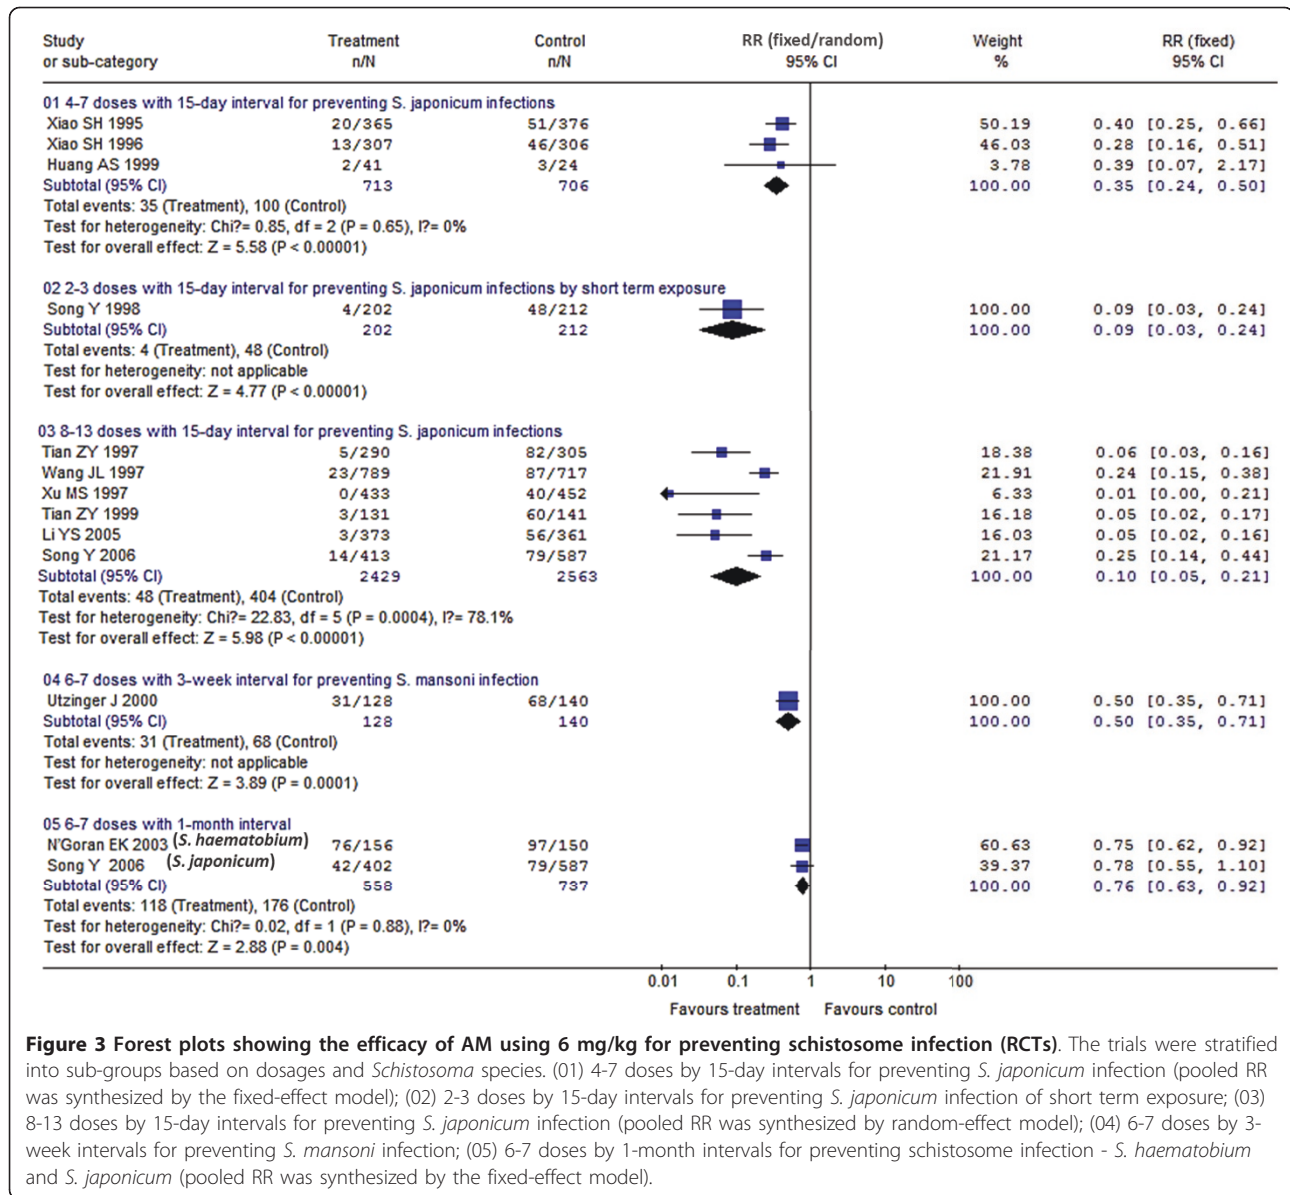 Study Treatment Control RR (fixed/random) Weight RR (fixed)
or sub-category n/N n/N 95% CI % 95% CI
01 4-7 doses with 15-day interval for preventing S. japonicum infections
Xiao SH 1995 20/365 51/376 50.19 0.40 [0.25, 0.66]
Xiao SH 1996 13/307 46/306 46.03 0.28 [0.16, 0.51]
Huang AS 1999 2/41 3/24 3.78 0.39 [0.07, 2.17]
Subtotal (95% CI) 713 706 100.00 0.35 [0.24, 0.50]
Total events: 35 (Treatment), 100 (Control)
Test for heterogeneity: Chi?= 0.85, df = 2 (P = 0.65), I?= 0%
Test for overall effect: Z = 5.58 (P < 0.00001)
02 2-3 doses with 15-day interval for preventing S. japonicum infections by short term exposure
Song Y 1998 4/202 48/212 100.00 0.09 [0.03, 0.24]
Subtotal (95% CI) 202 212 100.00 0.09 [0.03, 0.24]
Total events: 4 (Treatment), 48 (Control)
Test for heterogeneity: not applicable
Test for overall effect: Z = 4.77 (P < 0.00001)
03 8-13 doses with 15-day interval for preventing S. japonicum infections
Tian ZY 1997 5/290 82/305 18.38 0.06 [0.03, 0.16]
Wang JL 1997 23/789 87/717 21.91 0.24 [0.15, 0.38]
Xu MS 1997 0/433 40/452 6.33 0.01 [0.00, 0.21]
Tian ZY 1999 3/131 60/141 16.18 0.05 [0.02, 0.17]
Li YS 2005 3/373 56/361 16.03 0.05 [0.02, 0.16]
Song Y 2006 14/413 79/587 21.17 0.25 [0.14, 0.44]
Subtotal (95% CI) 2429 2563 100.00 0.10 [0.05, 0.21]
Total events: 48 (Treatment), 404 (Control)
Test for heterogeneity: Chi?= 22.83, df = 5 (P = 0.0004), I?= 78.1%
Test for overall effect: Z = 5.98 (P < 0.00001)
04 6-7 doses with 3-week interval for preventing S. mansoni infection
Utzinger J 2000 31/128 68/140 100.00 0.50 [0.35, 0.71]
Subtotal (95% CI) 128 140 100.00 0.50 [0.35, 0.71]
Total events: 31 (Treatment), 68 (Control)
Test for heterogeneity: not applicable
Test for overall effect: Z = 3.89 (P = 0.0001)
05 6-7 doses with 1-month interval
N'Goran EK 2003 (S. haematobium) 76/156 97/150 60.63 0.75 [0.62, 0.92]
Song Y 2006 (S. japonicum) 42/402 79/587 39.37 0.78 [0.55, 1.10]
Subtotal (95% CI) 558 737 100.00 0.76 [0.63, 0.92]
Total events: 118 (Treatment), 176 (Control)
Test for heterogeneity: Chi?= 0.02, df = 1 (P = 0.88), I?= 0%
Test for overall effect: Z = 2.88 (P = 0.004)
0.01 0.1 1 10 100
Favours treatment Favours control
Figure 3 Forest plots showing the efficacy of AM using 6 mg/kg for preventing schistosome infection (RCTs). The trials were stratified
into sub-groups based on dosages and Schistosoma species. (01) 4-7 doses by 15-day intervals for preventing S. japonicum infection (pooled RR
was synthesized by the fixed-effect model); (02) 2-3 doses by 15-day intervals for preventing S. japonicum infection of short term exposure; (03)
8-13 doses by 15-day intervals for preventing S. japonicum infection (pooled RR was synthesized by random-effect model); (04) 6-7 doses by 3-
week intervals for preventing S. mansoni infection; (05) 6-7 doses by 1-month intervals for preventing schistosome infection - S. haematobium
and S. japonicum (pooled RR was synthesized by the fixed-effect model).